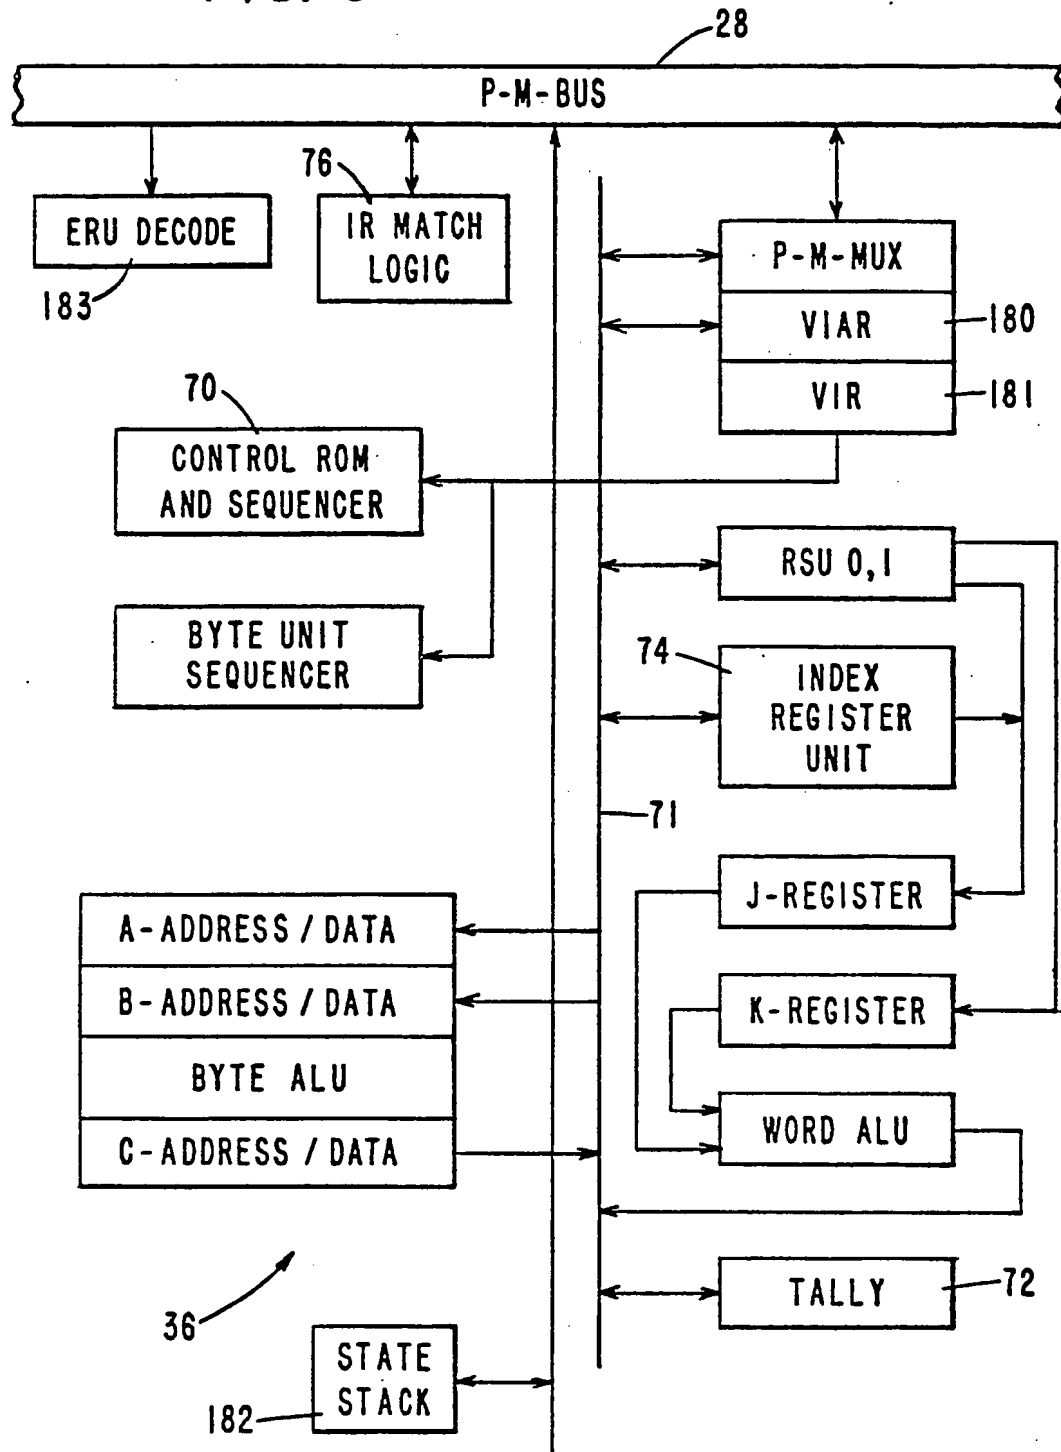 28
P-M-BUS
76
ERU DECODE
183
IR MATCH
LOGIC
P-M-MUX
VIAR
180
VIR
181
70
CONTROL ROM
AND SEQUENCER
RSU 0,1
BYTE UNIT
SEQUENCER
74
INDEX
REGISTER
UNIT
71
J-REGISTER
A-ADDRESS / DATA
B-ADDRESS / DATA
BYTE ALU
C-ADDRESS / DATA
K-REGISTER
WORD ALU
TALLY
72
36
STATE
STACK
182